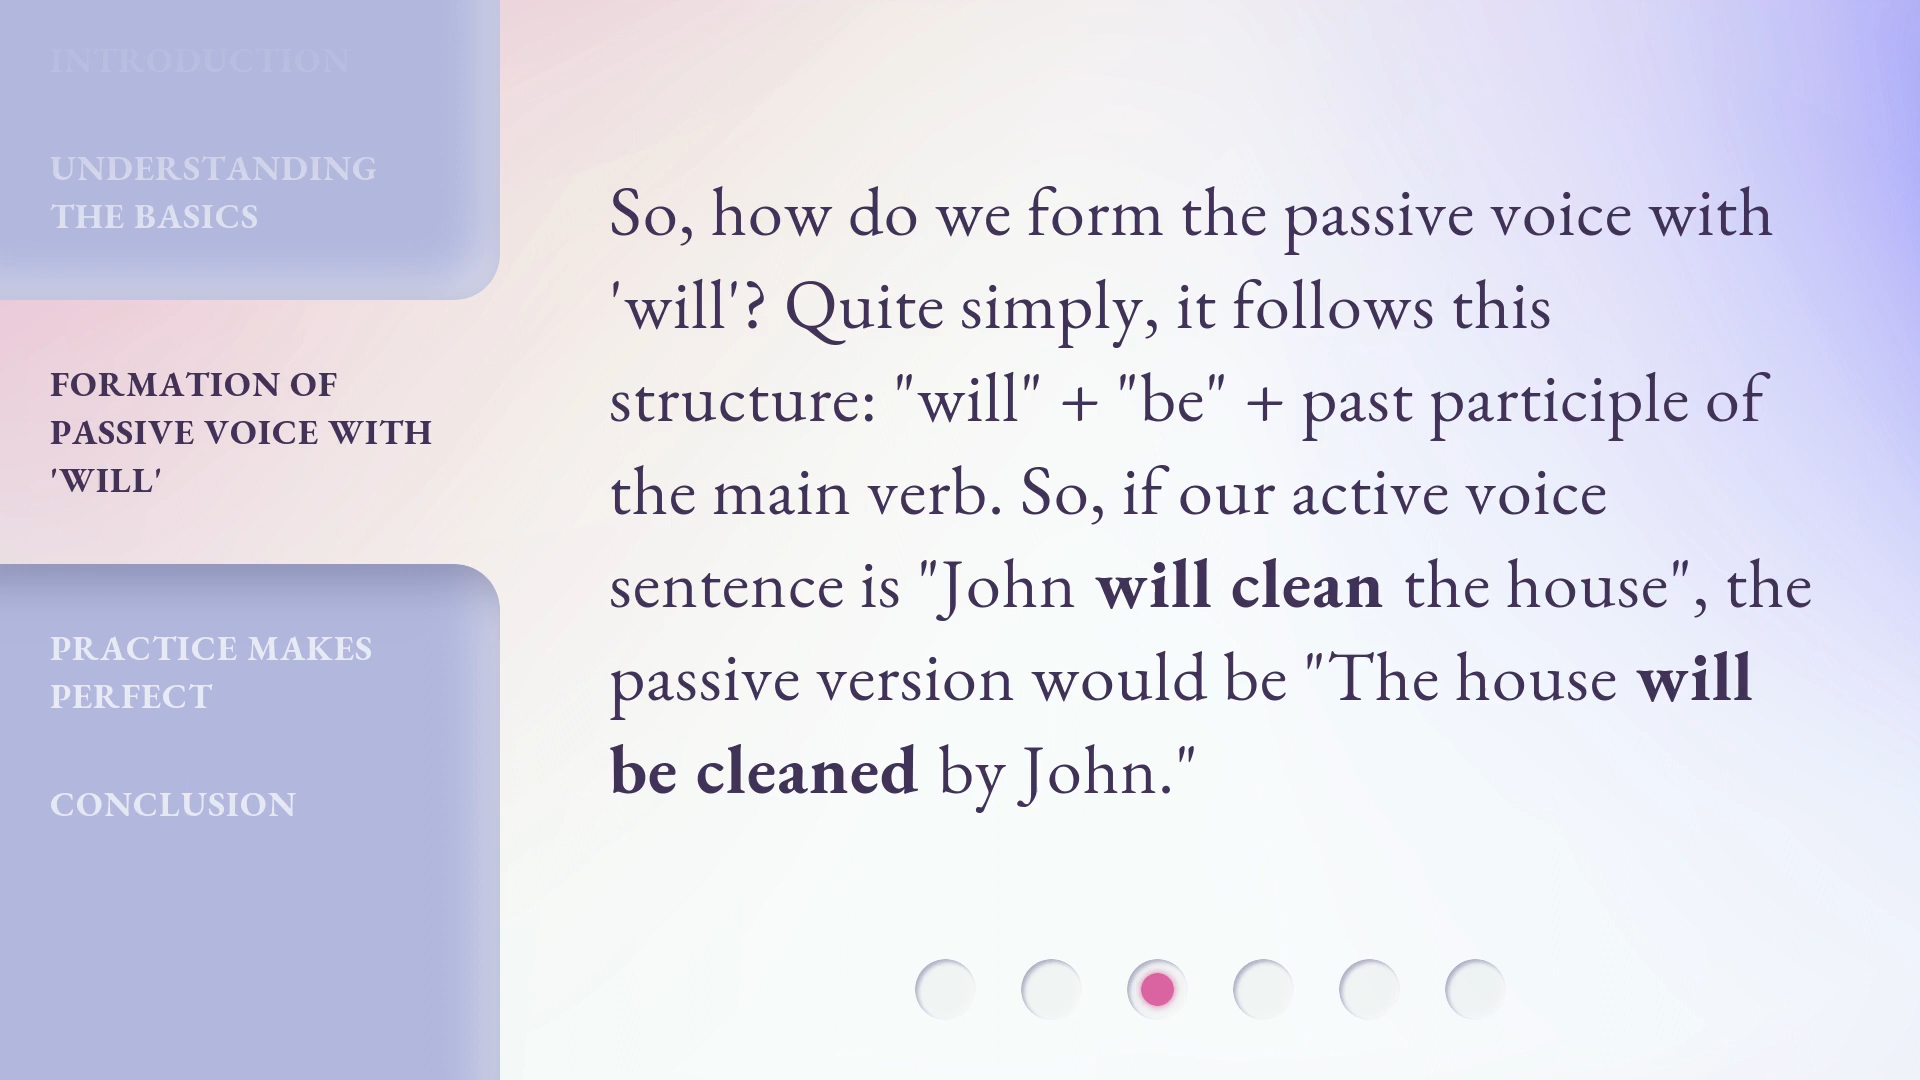 INTRODUCTION
UNDERSTANDING
THE BASICS
FORMATION OF
PASSIVE VOICE WITH
'WILL'
PRACTICE MAKES
PERFECT
CONCLUSION
So, how do we form the passive voice with
'will'? Quite simply, it follows this
structure: "will" + "be" + past participle of
the main verb. So, if our active voice
sentence is "John will clean the house", the
passive version would be "The house will
be cleaned by John."